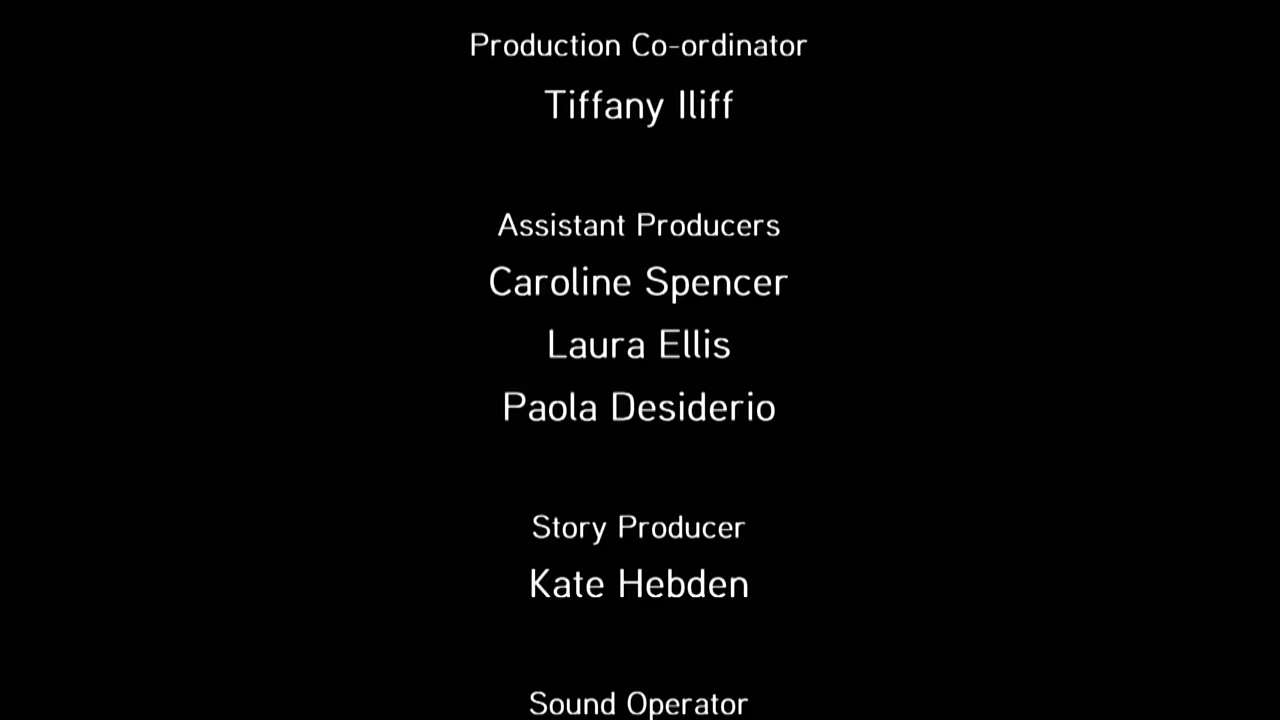 Production Co-ordinator
Tiffany Iliff
Assistant Producers
Caroline Spencer
Laura Ellis
Paola Desiderio
Story Producer
Kate Hebden
Sound Operator